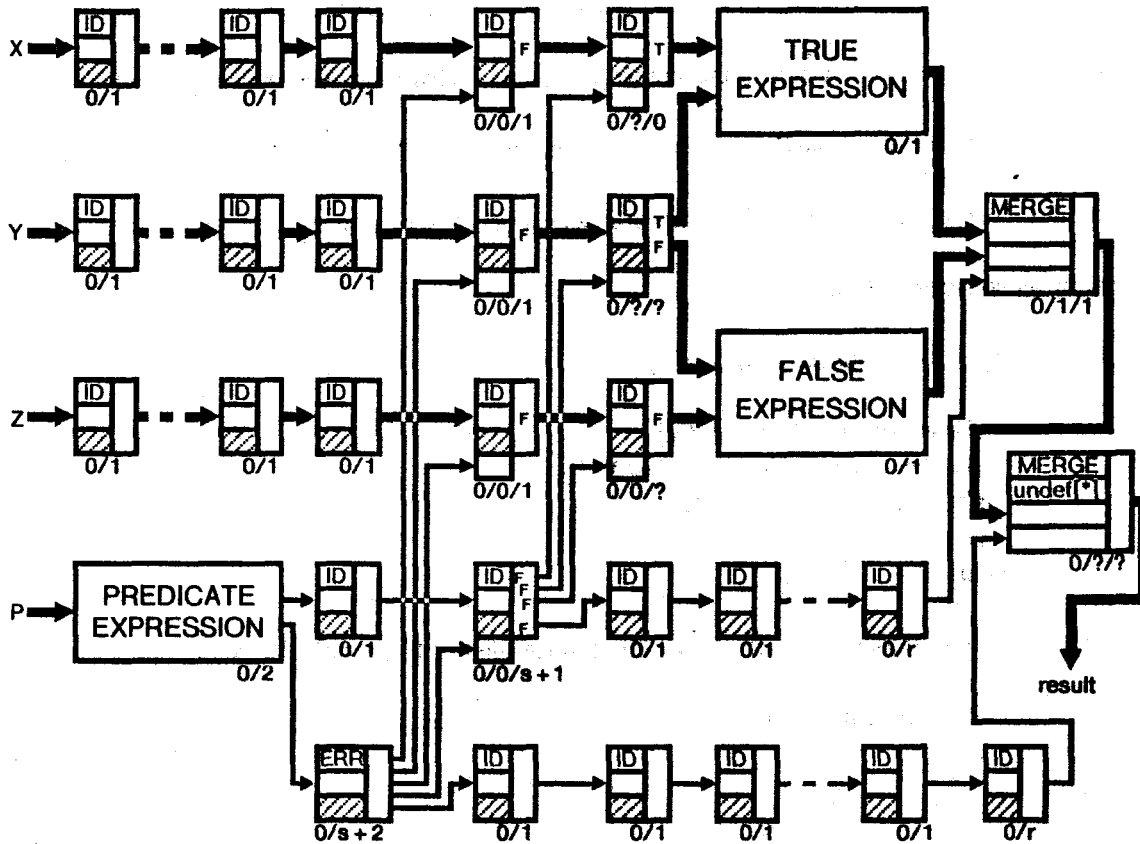 ID ID ID ID ID
X F T TRUE
EXPRESSION
0/1 0/1 0/1 0/0/1 0/?/0
0/1
ID ID ID ID ID
MERGE
Y F T
F
0/1 0/1 0/1 0/0/1 0/?/?
0/1/1
ID ID ID ID ID
FALSE
EXPRESSION
Z F F
0/1 0/1 0/1 0/0/1 0/0/?
0/1
MERGE
undef[*]
0/?/?
ID ID F ID ID ID
F
P PREDICATE
EXPRESSION
F
F
0/2 0/1 0/0/s+1 0/1 0/1 0/r
result
ERR ID ID ID ID ID
0/s+2 0/1 0/1 0/1 0/1 0/r